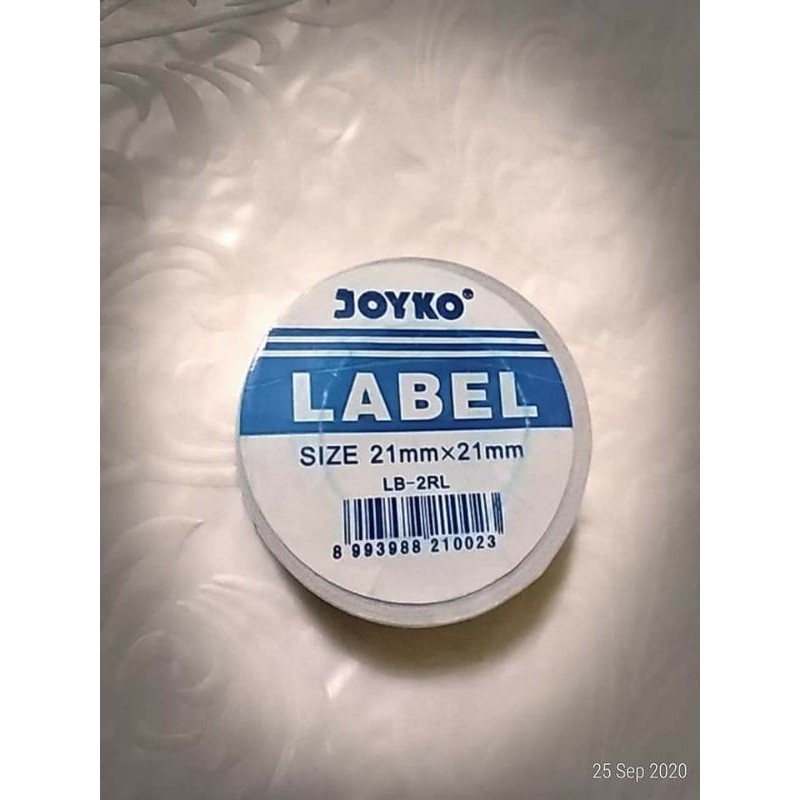 JOYKO®
LABEL
SIZE 21mm×21mm
LB-2RL
8 993988 210023
25 Sep 2020